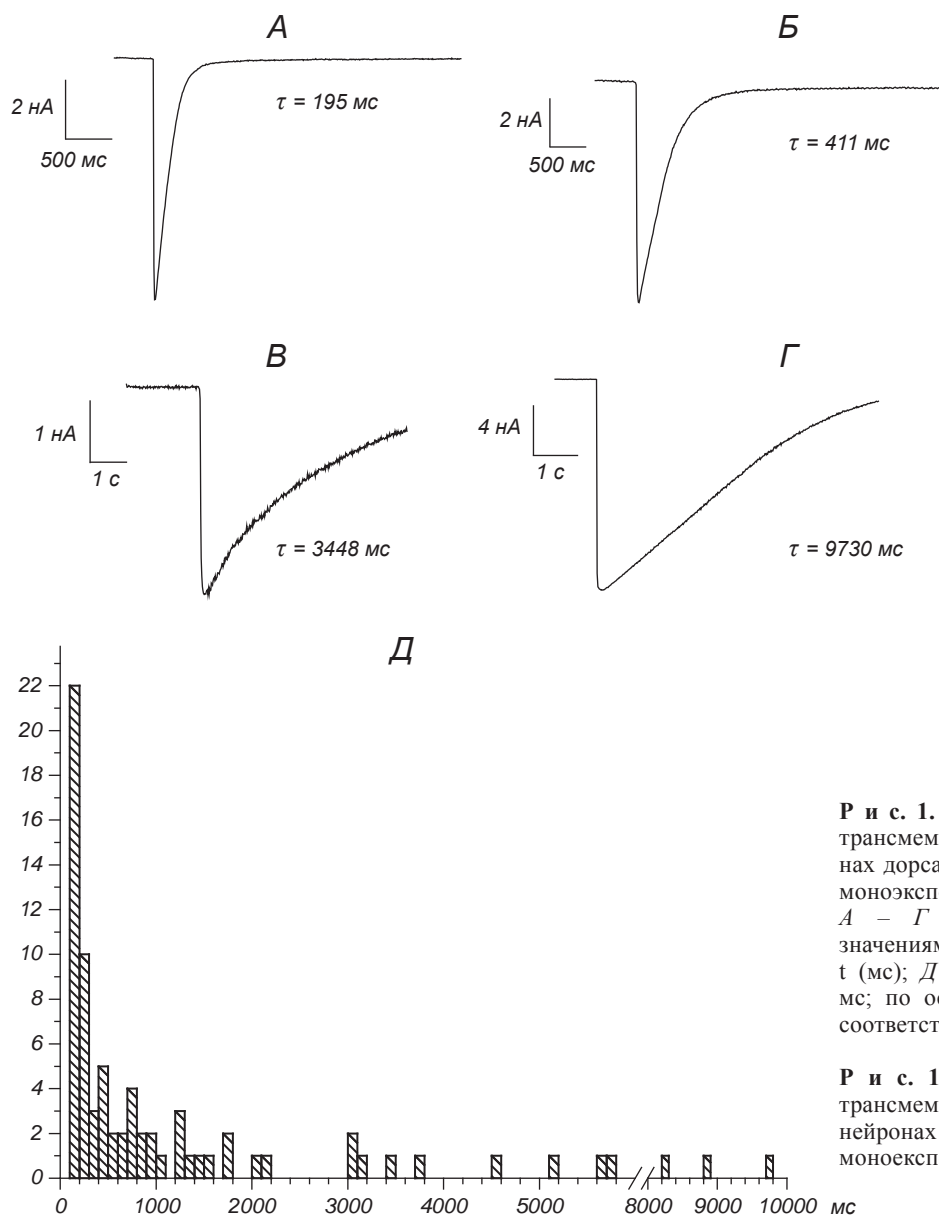 А
Б
2 нА
500 мс
τ = 195 мс
2 нА
500 мс
τ = 411 мс
В
Г
1 нА
1 с
τ = 3448 мс
4 нА
1 с
τ = 9730 мс
Д
22
20
18
16
14
12
10
8
6
4
2
0
0 1000 2000 3000 4000 5000 8000 9000 10000 мс
Р и с. 1.
трансмем
нах дорса
моноэксп
А – Г
значениям
t (мс); Д
мс; по ос
соответст
Р и с. 1
трансмем
нейронах
моноексп